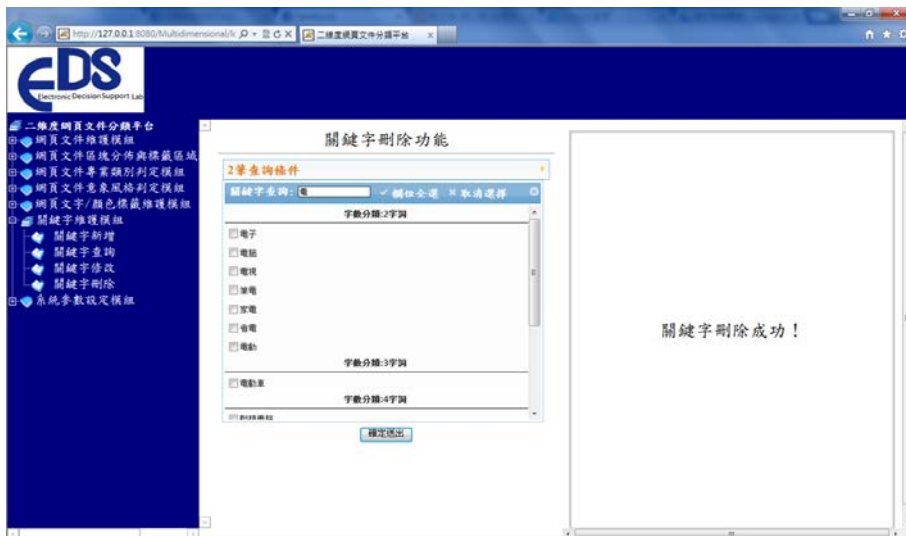 http://127.0.0.1:8080/Multidimensional/k
二維度網頁文件分類平台
EDS
Electronic Decision Support Lab
二維度網頁文件分類平台
網頁文件維護模組
網頁文件區塊分佈與標籤區域
網頁文件專業類別判定模組
網頁文件意象風格判定模組
網頁文字/顏色標籤維護模組
關鍵字維護模組
關鍵字新增
關鍵字查詢
關鍵字修改
關鍵字刪除
系統參數設定模組
關鍵字刪除功能
2筆查詢條件
關鍵字查詢: 電 欄位全選 取消選擇
字數分類:2字詞
電子
電腦
電視
筆電
家電
省電
電動
字數分類:3字詞
電動車
字數分類:4字詞
確定送出
關鍵字刪除成功！